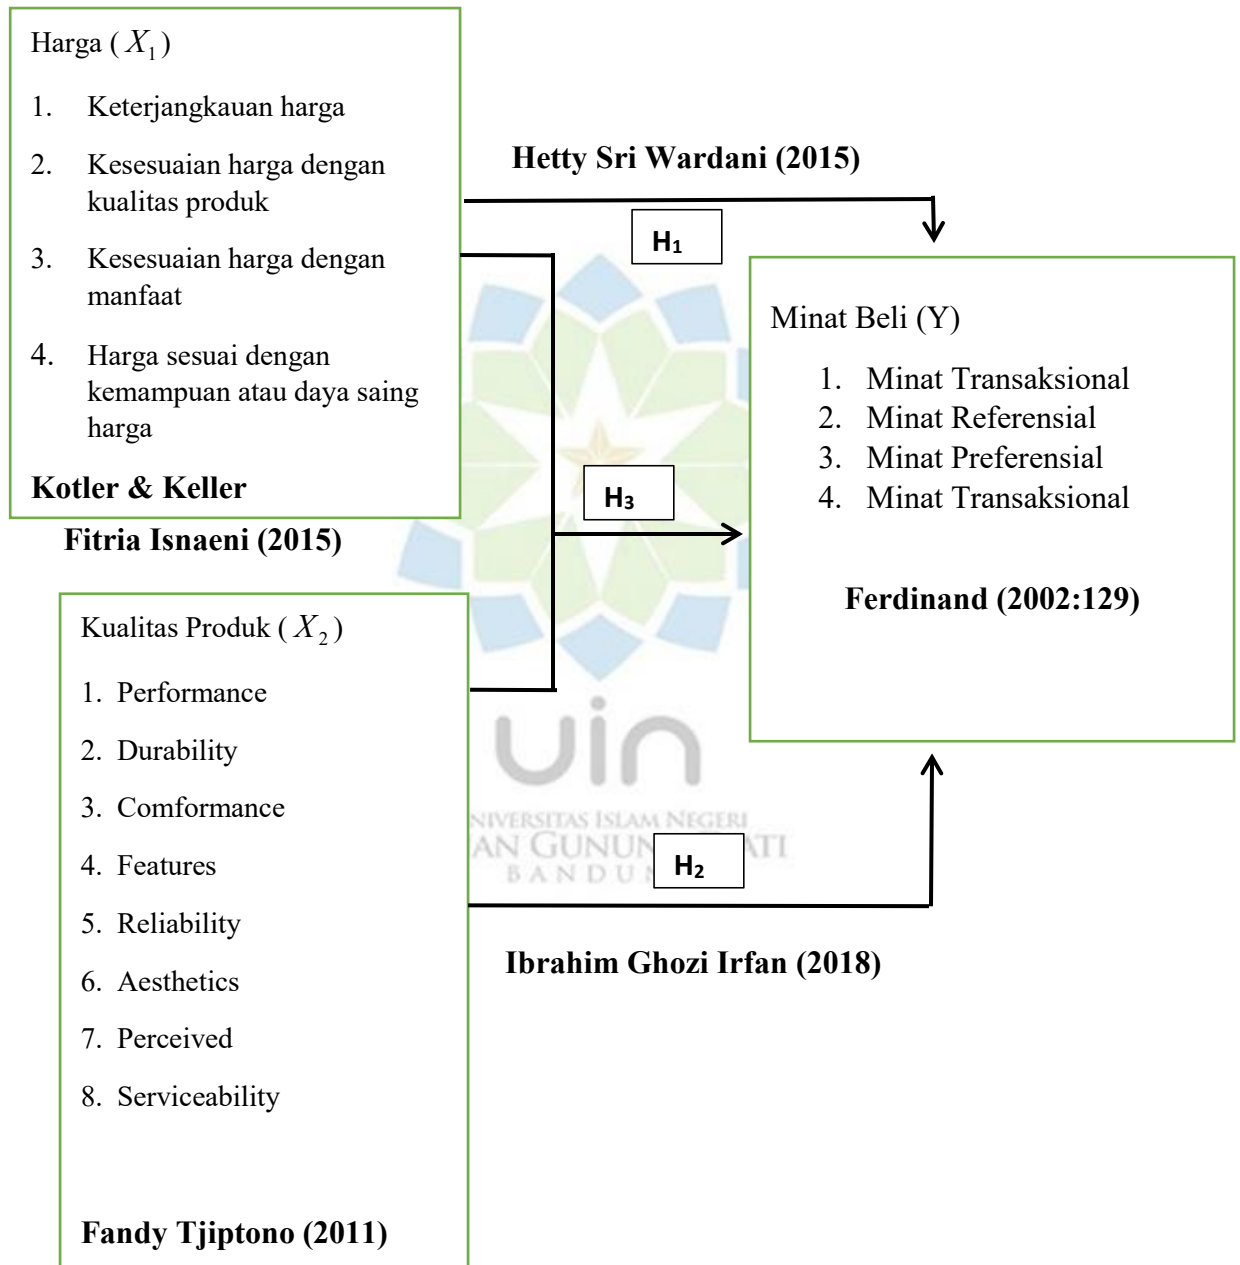 Harga ( X₁ )
1. Keterjangkauan harga
2. Kesesuaian harga dengan
kualitas produk
3. Kesesuaian harga dengan
manfaat
4. Harga sesuai dengan
kemampuan atau daya saing
harga
Kotler & Keller
Fitria Isnaeni (2015)
Hetty Sri Wardani (2015)
H₁
Minat Beli (Y)
1. Minat Transaksional
2. Minat Referensial
3. Minat Preferensial
4. Minat Transaksional
Ferdinand (2002:129)
H₃
Kualitas Produk ( X₂ )
1. Performance
2. Durability
3. Comformance
4. Features
5. Reliability
6. Aesthetics
7. Perceived
8. Serviceability
Fandy Tjiptono (2011)
uin
ISLAM NEGERI
H₂
Ibrahim Ghozi Irfan (2018)